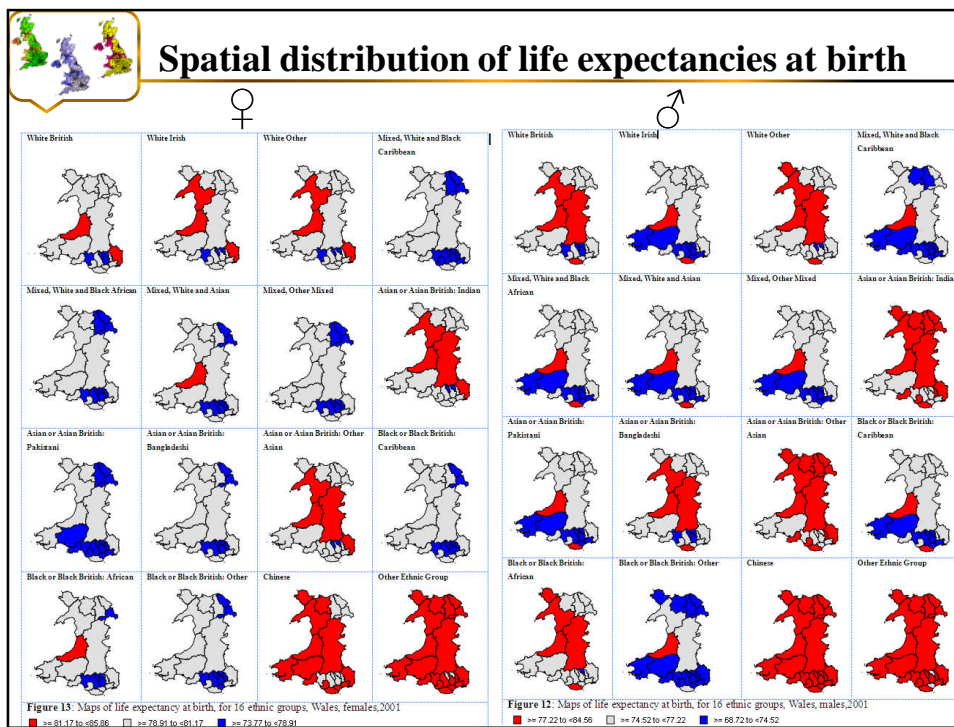 Spatial distribution of life expectancies at birth
♀
♂
White British
White Irish
White Other
Mixed, White and Black
Caribbean
Mixed, White and Black African
Mixed, White and Asian
Mixed, Other Mixed
Asian or Asian British: Indian
Asian or Asian British:
Pakistani
Asian or Asian British:
Bangladeshi
Asian or Asian British: Other
Asian
Black or Black British:
Caribbean
Black or Black British: African
Black or Black British: Other
Chinese
Other Ethnic Group
Figure 13: Maps of life expectancy at birth, for 16 ethnic groups, Wales, females,2001
>= 81.17 to <85.86
>= 78.91 to <81.17
>= 73.77 to <78.91
White British
White Irish
White Other
Mixed, White and Black
Caribbean
Mixed, White and Black
African
Mixed, White and Asian
Mixed, Other Mixed
Asian or Asian British: Indian
Asian or Asian British:
Pakistani
Asian or Asian British:
Bangladeshi
Asian or Asian British: Other
Asian
Black or Black British:
Caribbean
Black or Black British:
African
Black or Black British: Other
Chinese
Other Ethnic Group
Figure 12: Maps of life expectancy at birth, for 16 ethnic groups, Wales, males,2001
>= 77.22 to <84.56
>= 74.52 to <77.22
>= 68.72 to <74.52